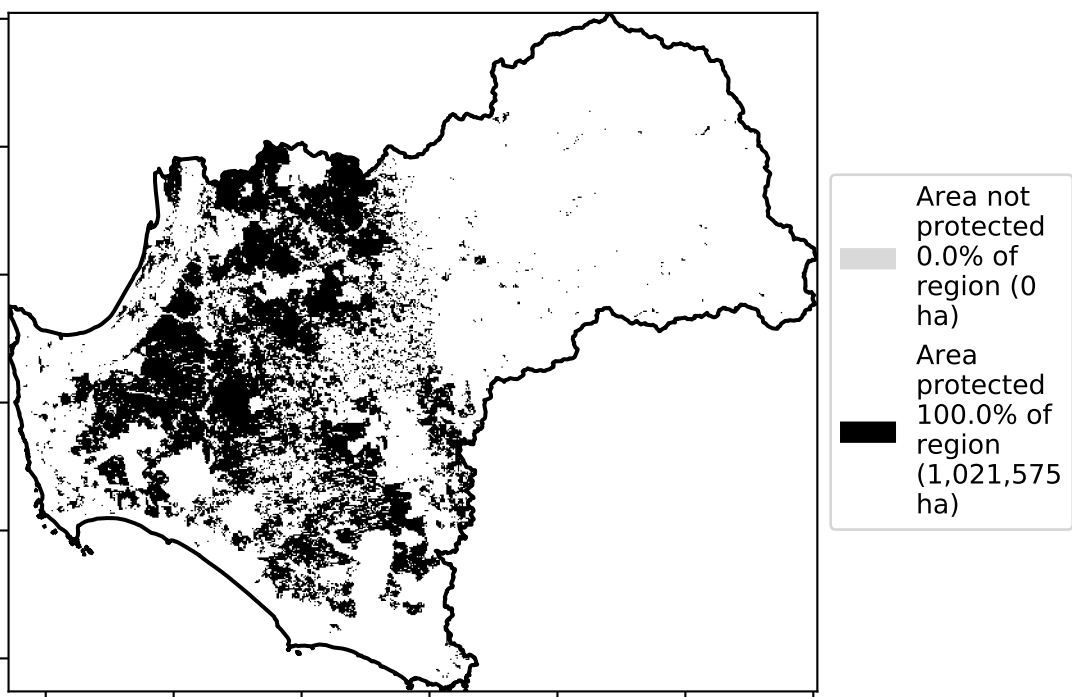 Area not
protected
0.0% of
region (0
ha)
Area
protected
100.0% of
region
(1,021,575
ha)